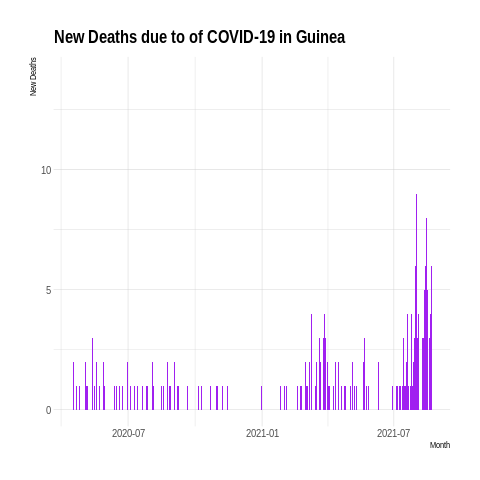 New Deaths due to of COVID-19 in Guinea
New Deaths
10
5
0
2020-07
2021-01
2021-07
Month